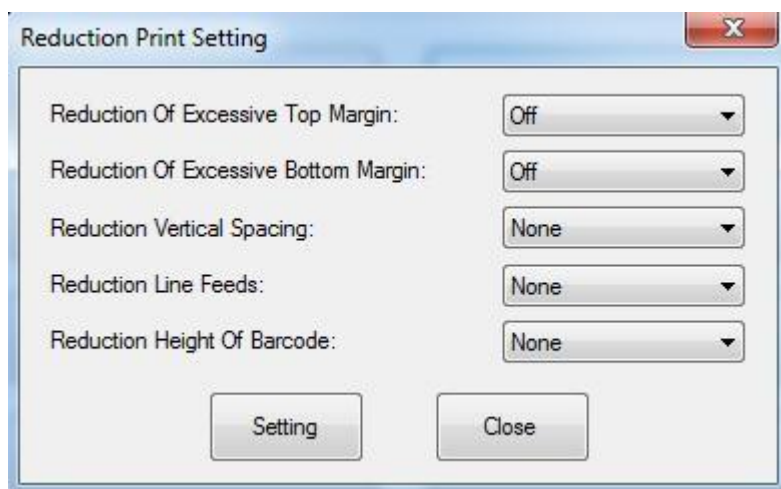 Reduction Print Setting
Reduction Of Excessive Top Margin: Off
Reduction Of Excessive Bottom Margin: Off
Reduction Vertical Spacing: None
Reduction Line Feeds: None
Reduction Height Of Barcode: None
Setting Close